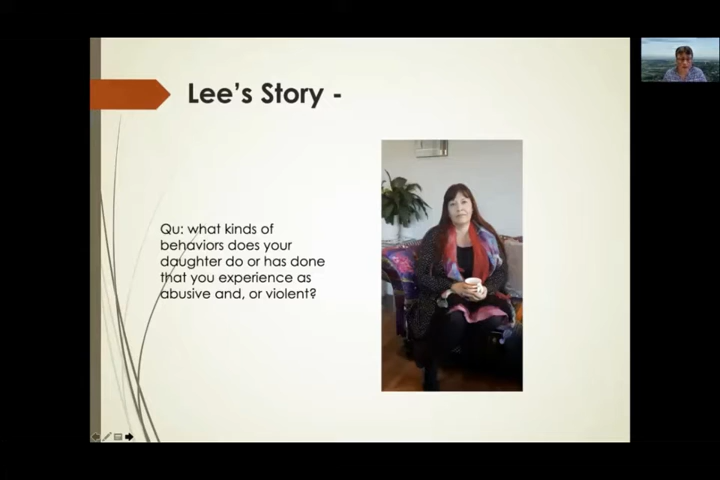 Lee's Story -
Qu: what kinds of
behaviors does your
daughter do or has done
that you experience as
abusive and, or violent?